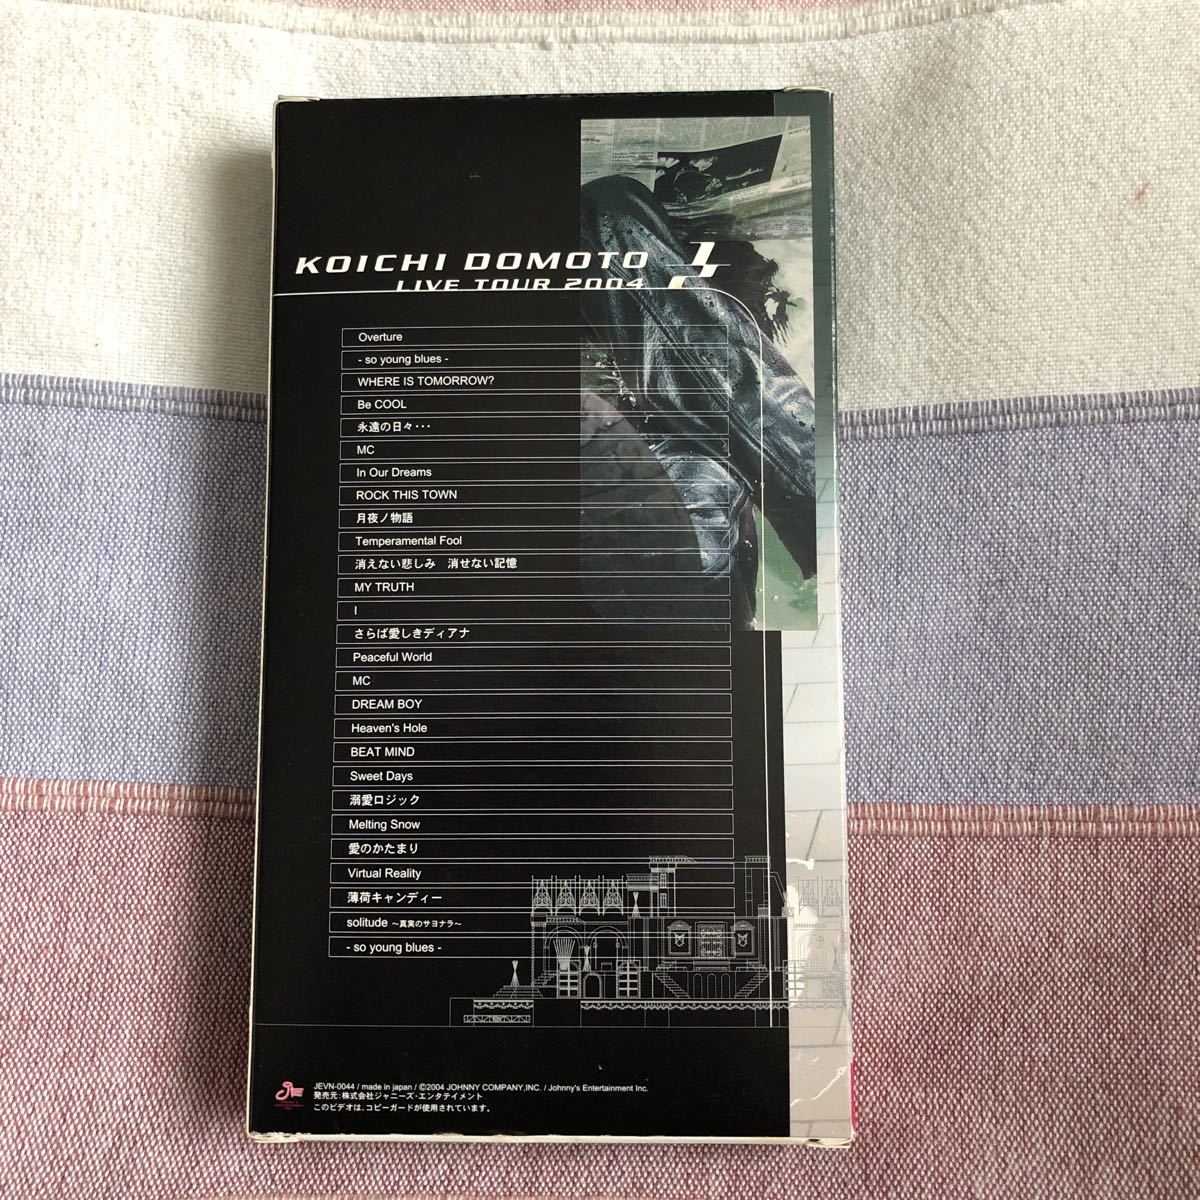 KOICHI DOMOTO 1/2
LIVE TOUR 2004
Overture
- so young blues -
WHERE IS TOMORROW?
Be COOL
永遠の日々･･･
MC
In Our Dreams
ROCK THIS TOWN
月夜ノ物語
Temperamental Fool
消えない悲しみ　消せない記憶
MY TRUTH
I
さらば愛しきディアナ
Peaceful World
MC
DREAM BOY
Heaven's Hole
BEAT MIND
Sweet Days
溺愛ロジック
Melting Snow
愛のかたまり
Virtual Reality
薄荷キャンディー
solitude ～真実のサヨナラ～
- so young blues -
JEVN-0044 / made in japan / ©2004 JOHNNY COMPANY,INC. / Johnny's Entertainment Inc.
発売元:株式会社ジャニーズ･エンタテイメント
このビデオは、コピーガードが使用されています。